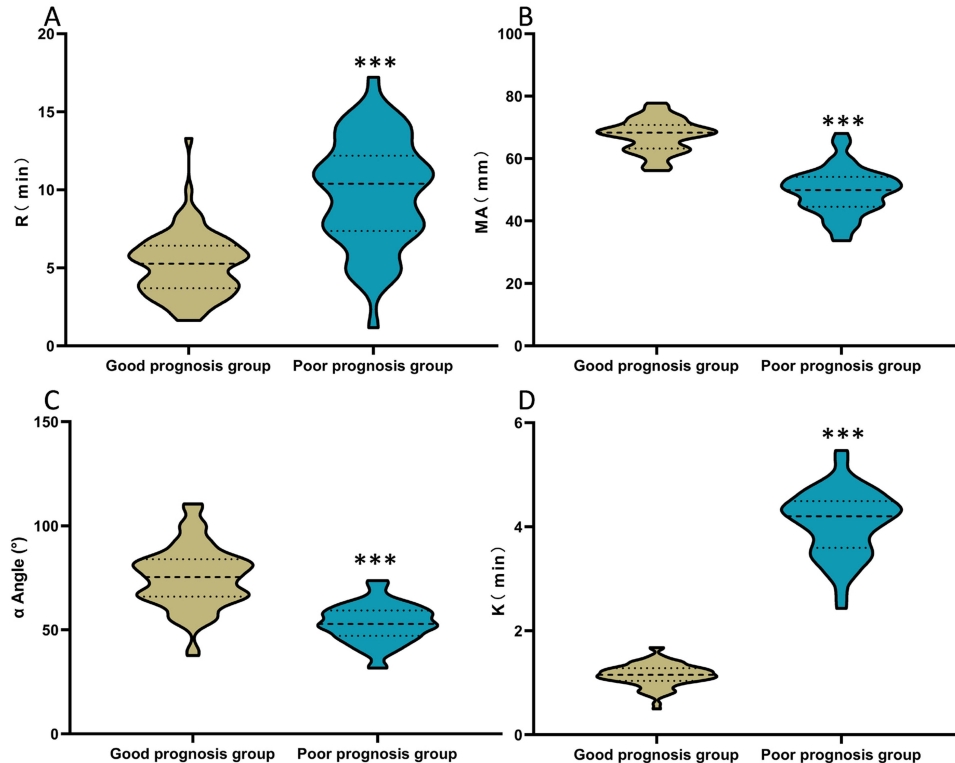 A
20
15
10
5
0
R（min）
***
Good prognosis group
Poor prognosis group
B
100
80
60
40
20
0
MA（mm）
***
Good prognosis group
Poor prognosis group
C
150
100
50
0
α Angle (°)
***
Good prognosis group
Poor prognosis group
D
6
4
2
0
K（min）
***
Good prognosis group
Poor prognosis group